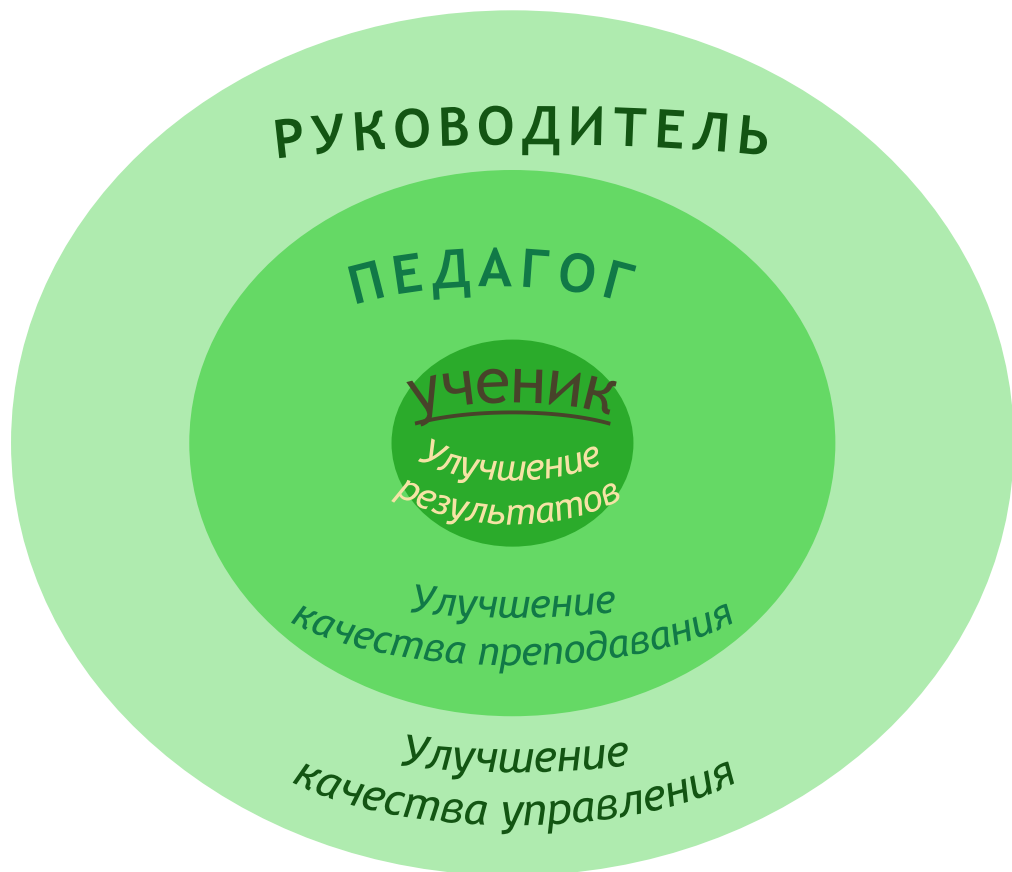 РУКОВОДИТЕЛЬ
ПЕДАГОГ
ученик
Улучшение
результатов
Улучшение
качества преподавания
Улучшение
качества управления